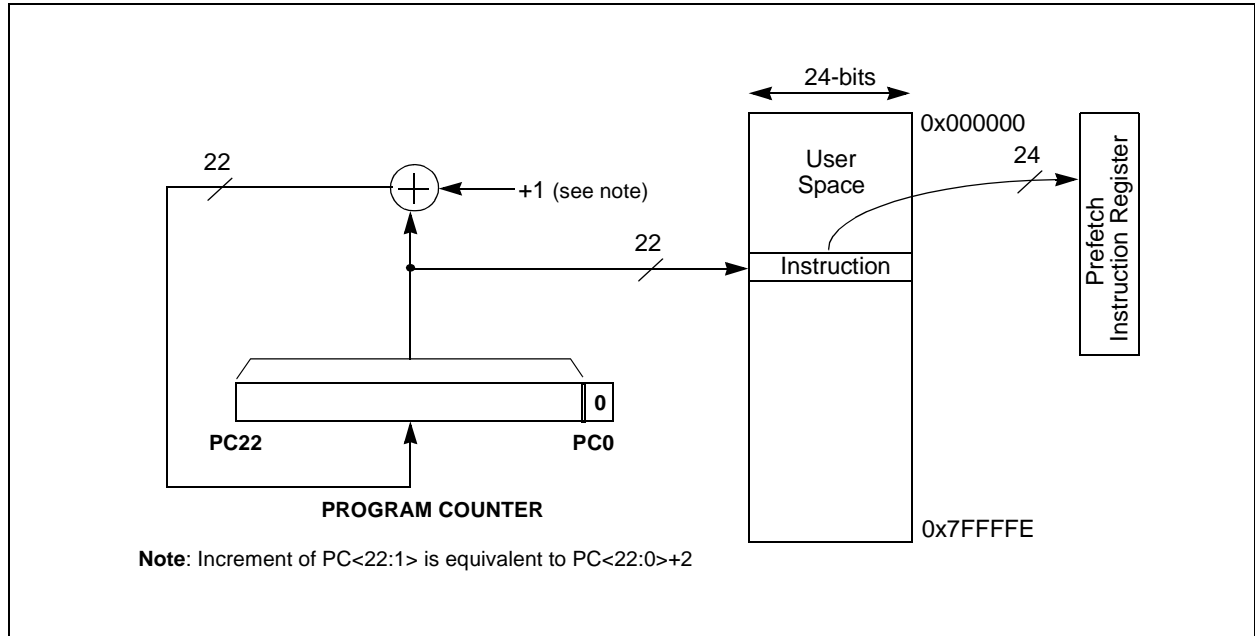 24-bits
0x000000
User
Space
24
Prefetch
Instruction Register
22
+1 (see note)
22
Instruction
0
PC22
PC0
PROGRAM COUNTER
0x7FFFFE
Note: Increment of PC<22:1> is equivalent to PC<22:0>+2